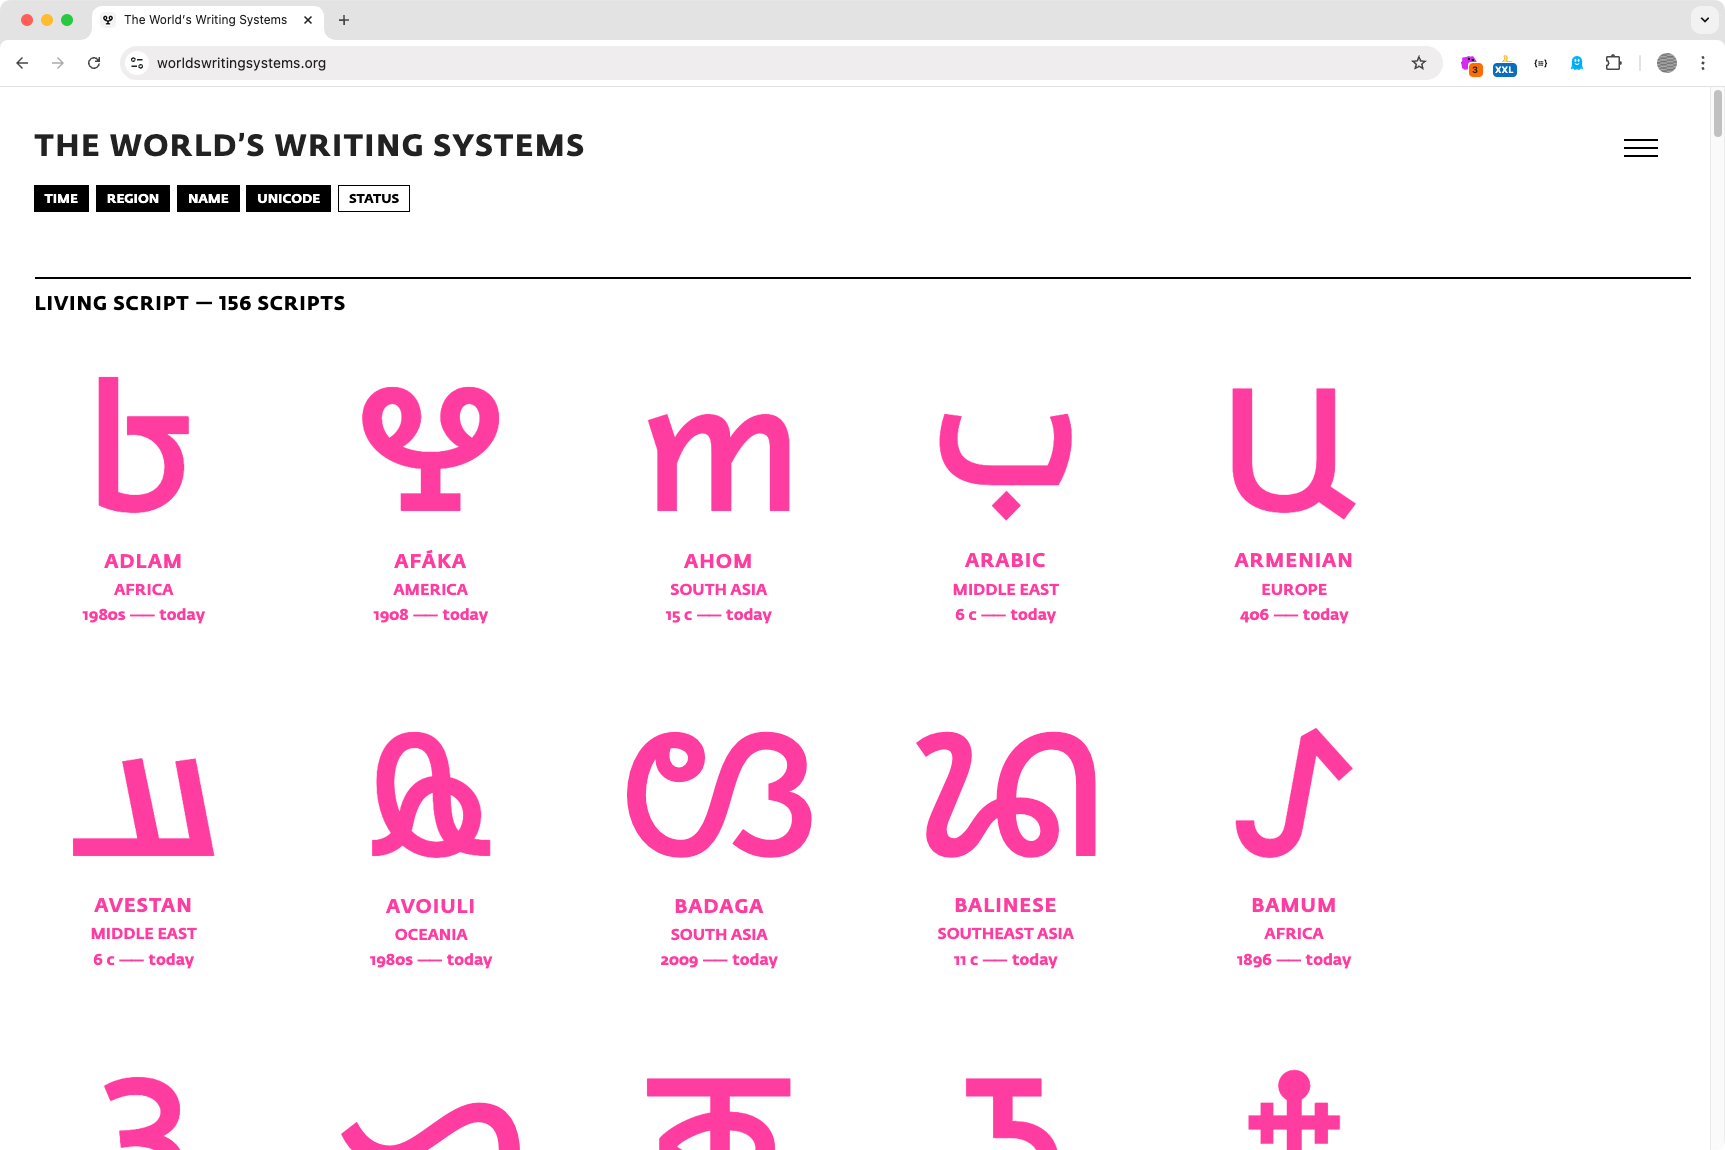 The World's Writing Systems
worldswritingsystems.org
3
XXL
THE WORLD’S WRITING SYSTEMS
TIME REGION NAME UNICODE STATUS
LIVING SCRIPT — 156 SCRIPTS
ب Ա
ADLAM AFÁKA AHOM ARABIC ARMENIAN
AFRICA AMERICA SOUTH ASIA MIDDLE EAST EUROPE
1980s — today 1908 — today 15 c — today 6 c — today 406 — today
AVESTAN AVOIULI BADAGA BALINESE BAMUM
MIDDLE EAST OCEANIA SOUTH ASIA SOUTHEAST ASIA AFRICA
6 c — today 1980s — today 2009 — today 11 c — today 1896 — today